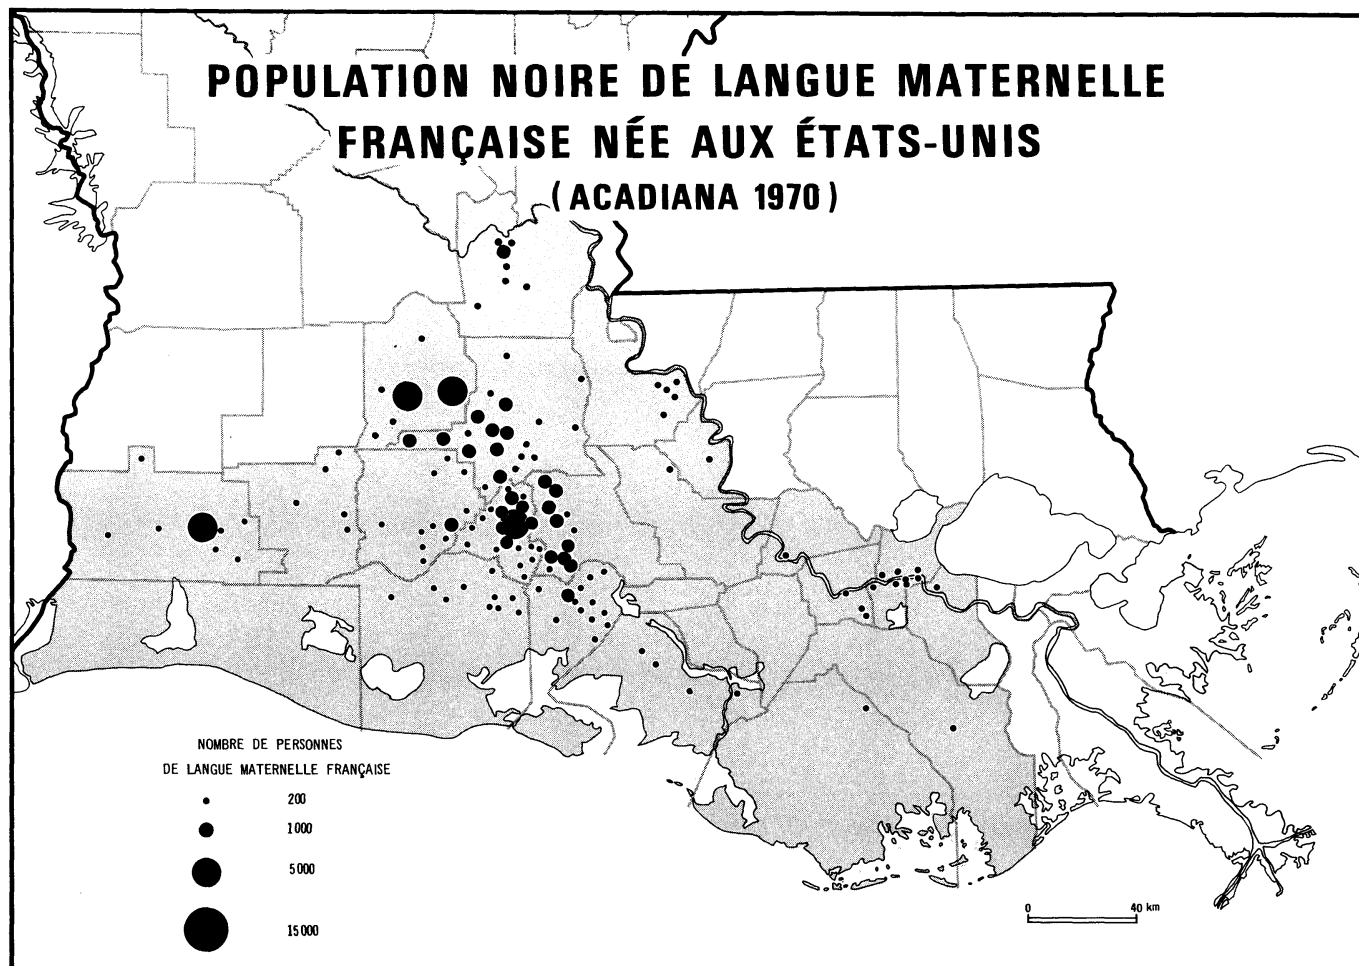 POPULATION NOIRE DE LANGUE MATERNELLE
FRANÇAISE NÉE AUX ÉTATS-UNIS
(ACADIANA 1970)
NOMBRE DE PERSONNES
DE LANGUE MATERNELLE FRANÇAISE
200
1000
5000
15000
0 40 km